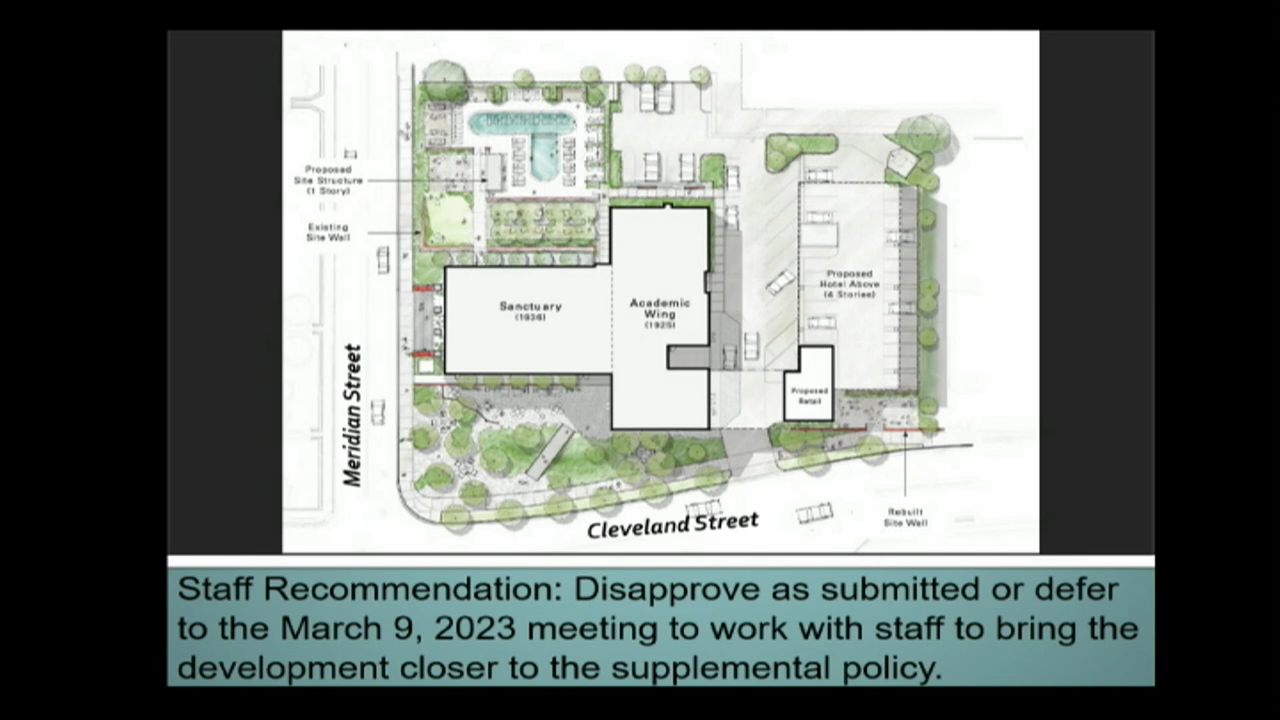 Proposed
Site Structure
(1 Story)
Existing
Site Wall
Sanctuary
(1936)
Academic
Wing
(1925)
Proposed
Hotel Above
(4 Stories)
Proposed
Retail
Meridian Street
Cleveland Street
Rebuilt
Site Wall
Staff Recommendation: Disapprove as submitted or defer
to the March 9, 2023 meeting to work with staff to bring the
development closer to the supplemental policy.